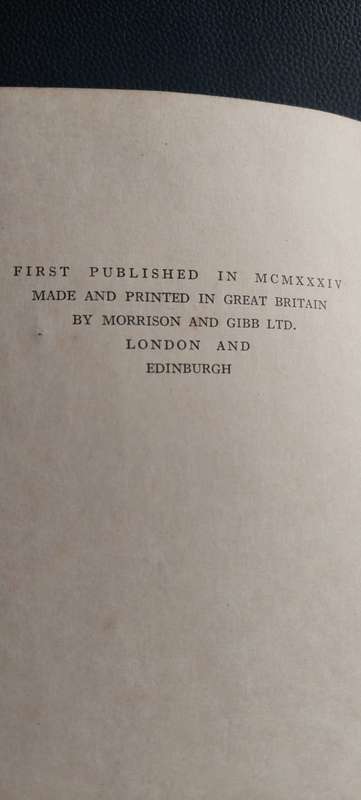 FIRST PUBLISHED IN MCMXXXIV
MADE AND PRINTED IN GREAT BRITAIN
BY MORRISON AND GIBB LTD.
LONDON AND
EDINBURGH